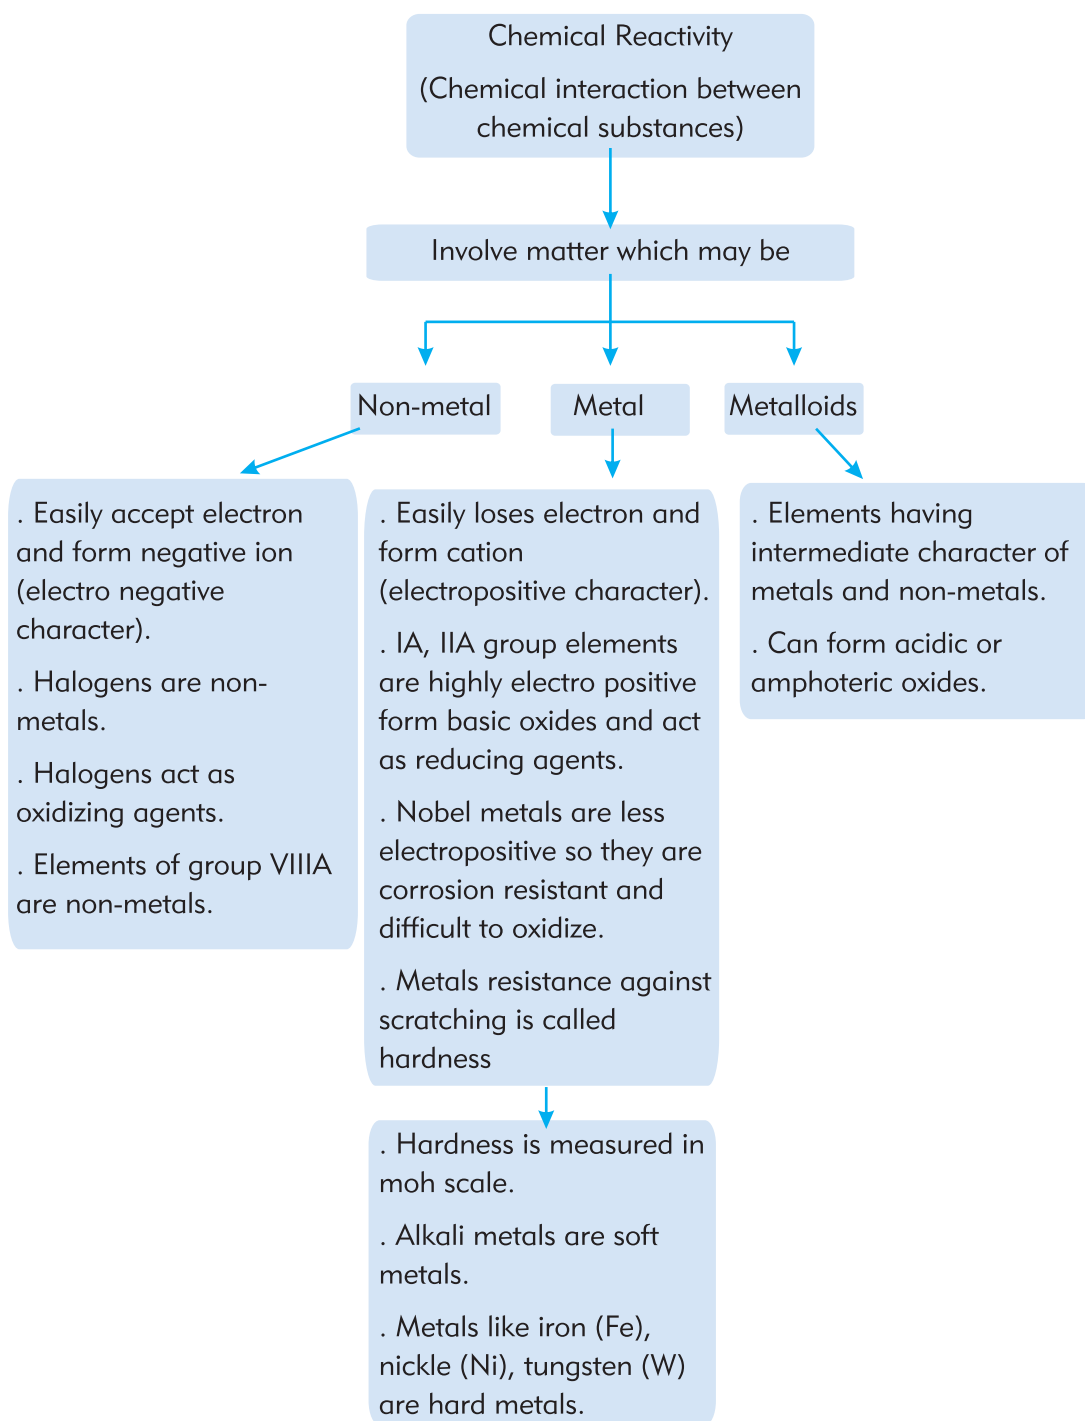 Chemical Reactivity
(Chemical interaction between
chemical substances)
Involve matter which may be
Non-metal
Metal
Metalloids
. Easily accept electron
and form negative ion
(electro negative
character).
. Halogens are non-
metals.
. Halogens act as
oxidizing agents.
. Elements of group VIIIA
are non-metals.
. Easily loses electron and
form cation
(electropositive character).
. IA, IIA group elements
are highly electro positive
form basic oxides and act
as reducing agents.
. Nobel metals are less
electropositive so they are
corrosion resistant and
difficult to oxidize.
. Metals resistance against
scratching is called
hardness
. Elements having
intermediate character of
metals and non-metals.
. Can form acidic or
amphoteric oxides.
. Hardness is measured in
moh scale.
. Alkali metals are soft
metals.
. Metals like iron (Fe),
nickle (Ni), tungsten (W)
are hard metals.